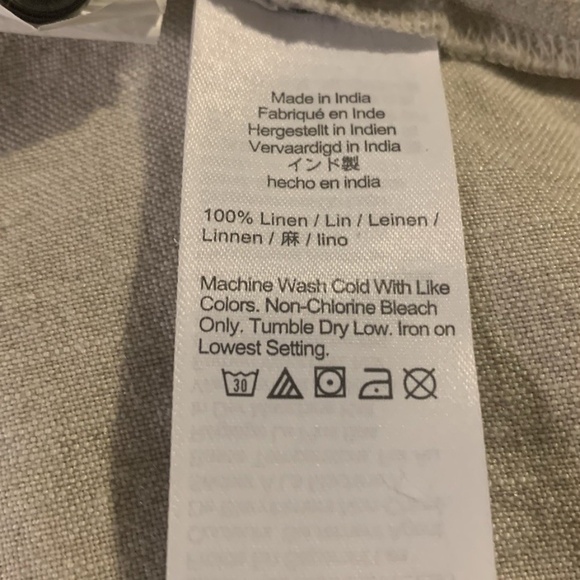 Made in India
Fabriqué en Inde
Hergestellt in Indien
Vervaardigd in India
インド製
hecho en india
100% Linen / Lin / Leinen /
Linnen / 麻 / lino
Machine Wash Cold With Like
Colors. Non-Chlorine Bleach
Only. Tumble Dry Low. Iron on
Lowest Setting.
30